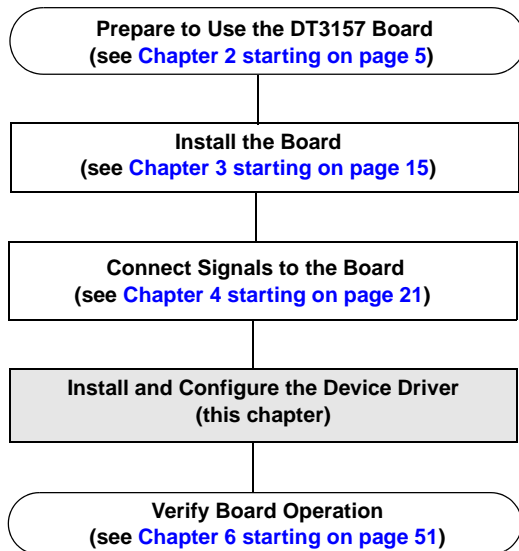 Prepare to Use the DT3157 Board
(see Chapter 2 starting on page 5)
Install the Board
(see Chapter 3 starting on page 15)
Connect Signals to the Board
(see Chapter 4 starting on page 21)
Install and Configure the Device Driver
(this chapter)
Verify Board Operation
(see Chapter 6 starting on page 51)